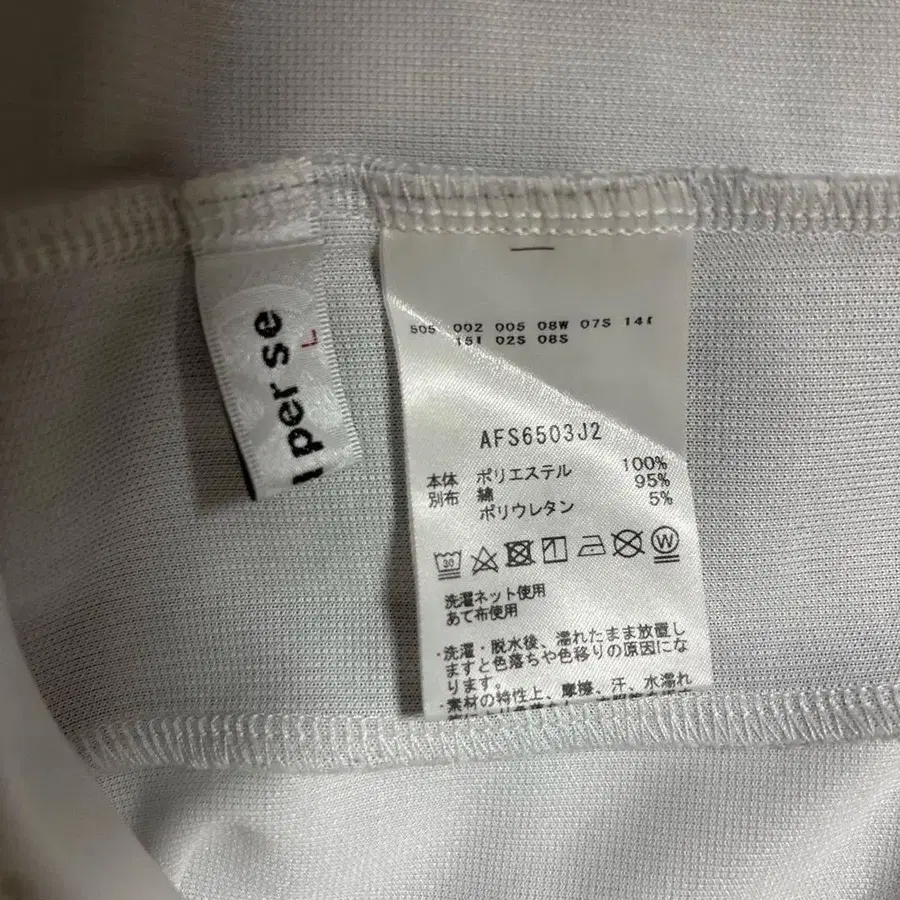 per se
L
505 002 005 08W 07S 14I
15I 02S 08S
AFS6503J2
本体 ポリエステル 100%
別布 綿 95%
ポリウレタン 5%
30
W
洗濯ネット使用
あて布使用
・洗濯・脱水後、濡れたまま放置し
ますと色落ちや色移りの原因にな
ります。
・素材の特性上、摩擦、汗、水濡れ